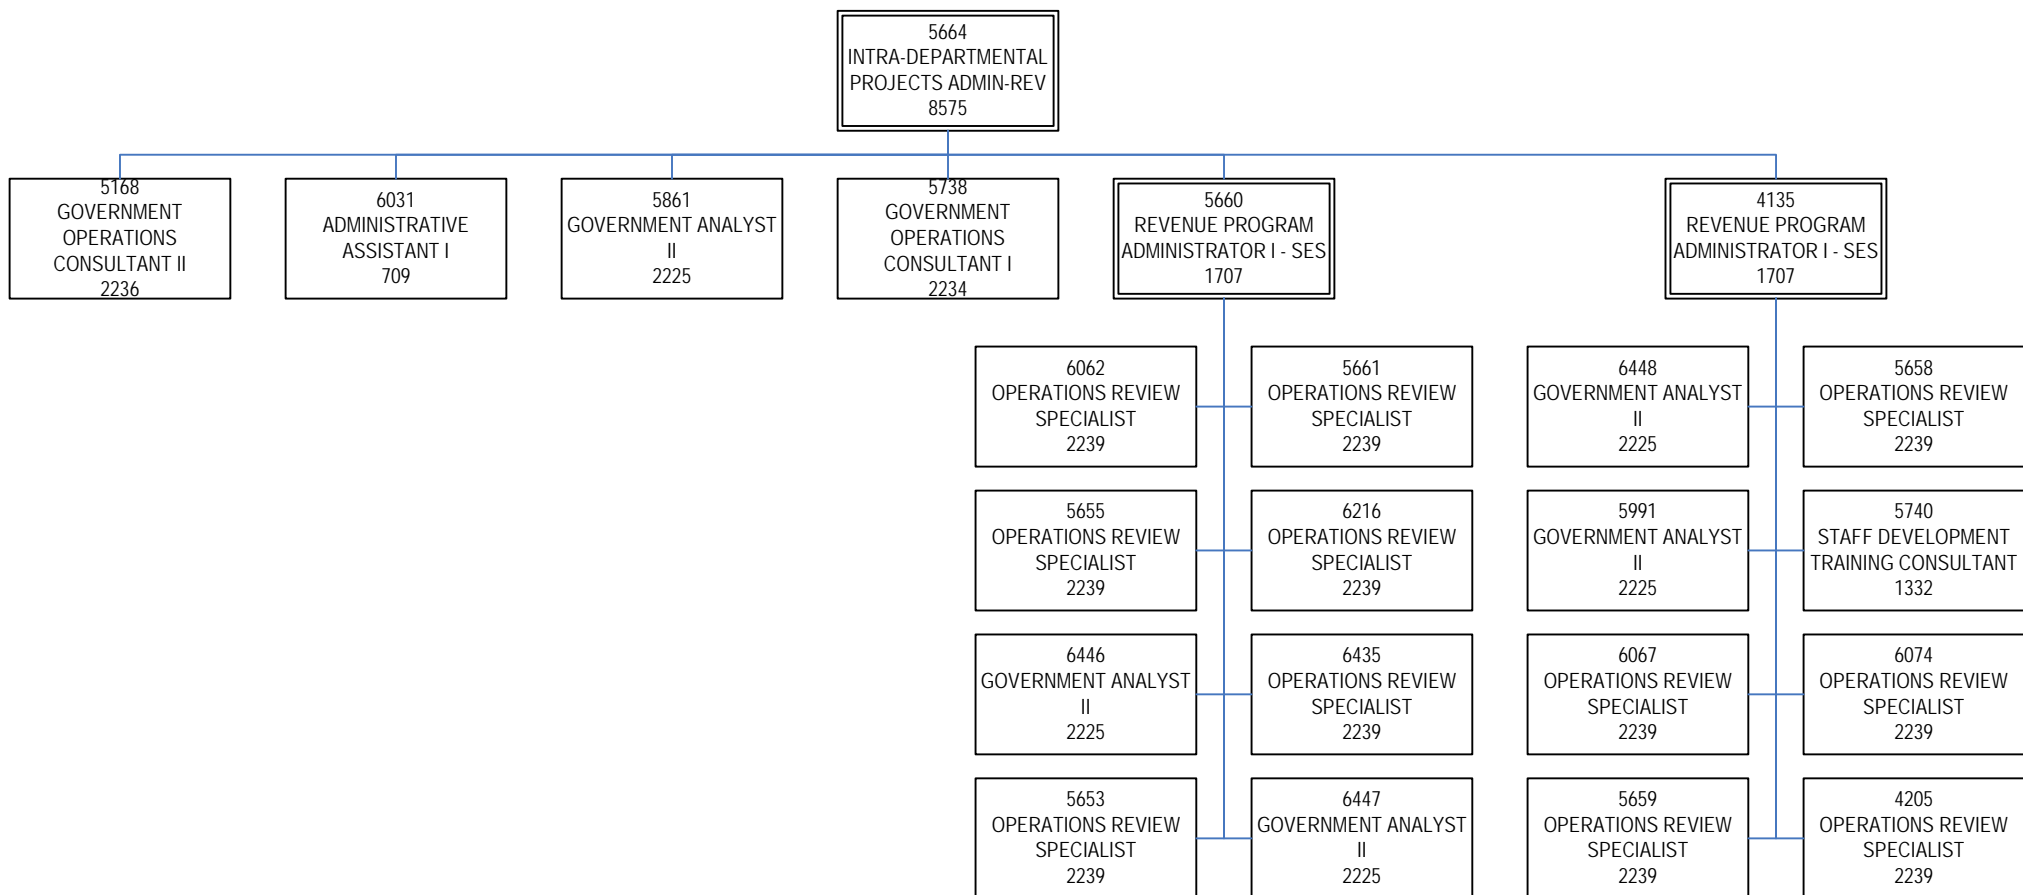 5664
INTRA-DEPARTMENTAL
PROJECTS ADMIN-REV
8575
5168
GOVERNMENT
OPERATIONS
CONSULTANT II
2236
6031
ADMINISTRATIVE
ASSISTANT I
709
5861
GOVERNMENT ANALYST
II
2225
5738
GOVERNMENT
OPERATIONS
CONSULTANT I
2234
5660
REVENUE PROGRAM
ADMINISTRATOR I - SES
1707
4135
REVENUE PROGRAM
ADMINISTRATOR I - SES
1707
6062
OPERATIONS REVIEW
SPECIALIST
2239
5661
OPERATIONS REVIEW
SPECIALIST
2239
6448
GOVERNMENT ANALYST
II
2225
5658
OPERATIONS REVIEW
SPECIALIST
2239
5655
OPERATIONS REVIEW
SPECIALIST
2239
6216
OPERATIONS REVIEW
SPECIALIST
2239
5991
GOVERNMENT ANALYST
II
2225
5740
STAFF DEVELOPMENT
TRAINING CONSULTANT
1332
6446
GOVERNMENT ANALYST
II
2225
6435
OPERATIONS REVIEW
SPECIALIST
2239
6067
OPERATIONS REVIEW
SPECIALIST
2239
6074
OPERATIONS REVIEW
SPECIALIST
2239
5653
OPERATIONS REVIEW
SPECIALIST
2239
6447
GOVERNMENT ANALYST
II
2225
5659
OPERATIONS REVIEW
SPECIALIST
2239
4205
OPERATIONS REVIEW
SPECIALIST
2239